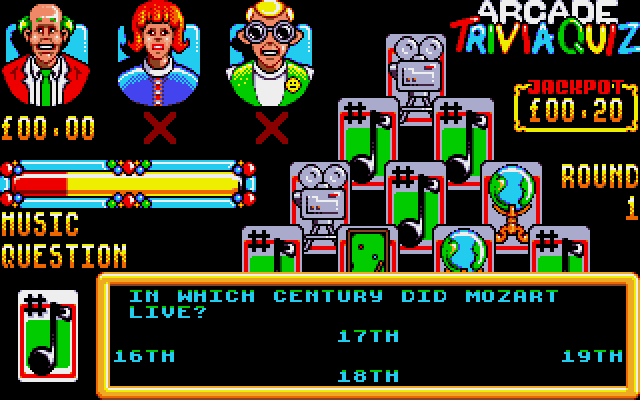 ARCADE
TRIVIA QUIZ
JACKPOT
£00.20
£00.00
ROUND
1
MUSIC
QUESTION
IN WHICH CENTURY DID MOZART
LIVE?
17TH
16TH
19TH
18TH